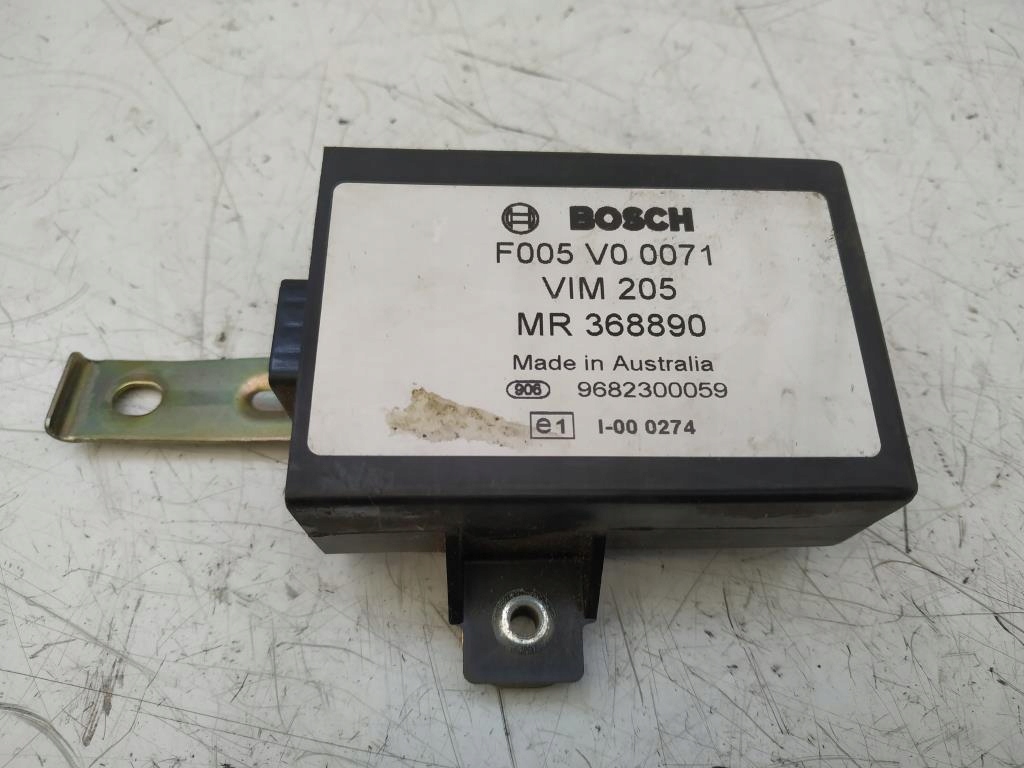 BOSCH
F005 V0 0071
VIM 205
MR 368890
Made in Australia
906 9682300059
e1 I-00 0274